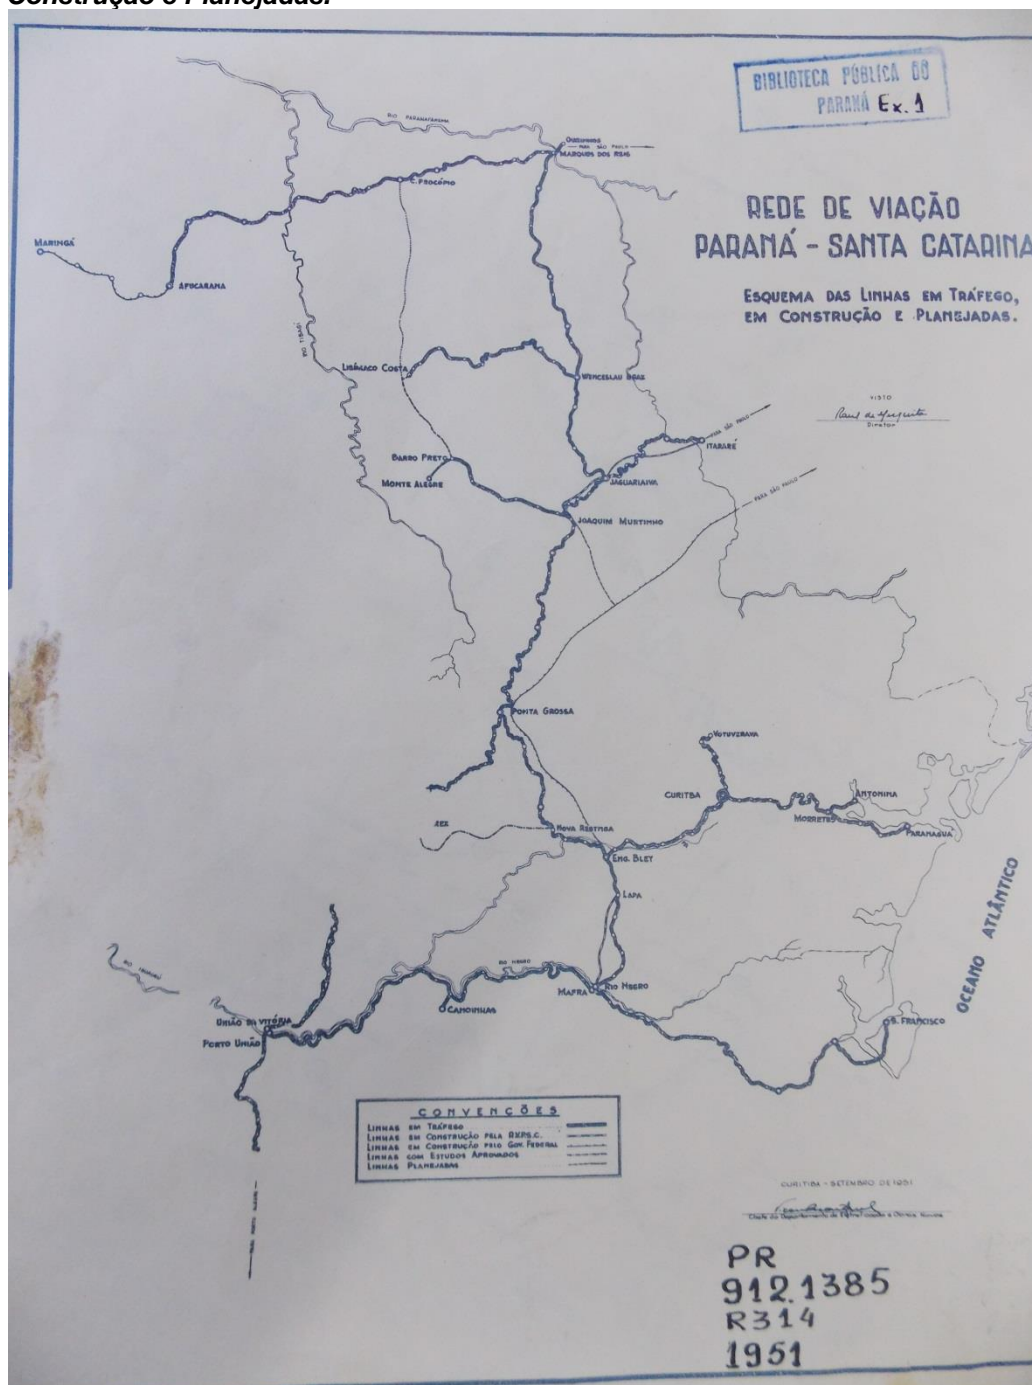 Construção e Planejadas.
BIBLIOTECA PÚBLICA DO
PARANÁ Ex. 1
REDE DE VIAÇÃO
PARANÁ - SANTA CATARINA
ESQUEMA DAS LINHAS EM TRÁFEGO,
EM CONSTRUÇÃO E PLANEJADAS.
VISTO
DIRETOR
RIO PARANAPANEMA
OURINHOS
PARA SÃO PAULO
MARQUES DOS REIS
C. PROCÓPIO
MARINGÁ
APUCARANA
LISÍMACO COSTA
WENCESLAU BRAZ
PARA SÃO PAULO
ITARARÉ
BARRO PRETO
MONTE ALEGRE
JAGUARIAIVA
PARA SÃO PAULO
JOAQUIM MURTINHO
PONTA GROSSA
VOTUVERAVA
CURITIBA
ANTONINA
MORRETES
PARANAGUÁ
NOVA RESTINGA
ENG. BLEY
LAPA
OCEANO ATLÂNTICO
RIO NEGRO
MAFRA
RIO NEGRO
CANOINHAS
S. FRANCISCO
UNIÃO DA VITÓRIA
PORTO UNIÃO
CONVENÇÕES
LINHAS EM TRÁFEGO
LINHAS EM CONSTRUÇÃO PELA R.V.P.S.C.
LINHAS EM CONSTRUÇÃO PELO GOV. FEDERAL
LINHAS COM ESTUDOS APROVADOS
LINHAS PLANEJADAS
CURITIBA - SETEMBRO DE 1951
PR
912.1385
R314
1951